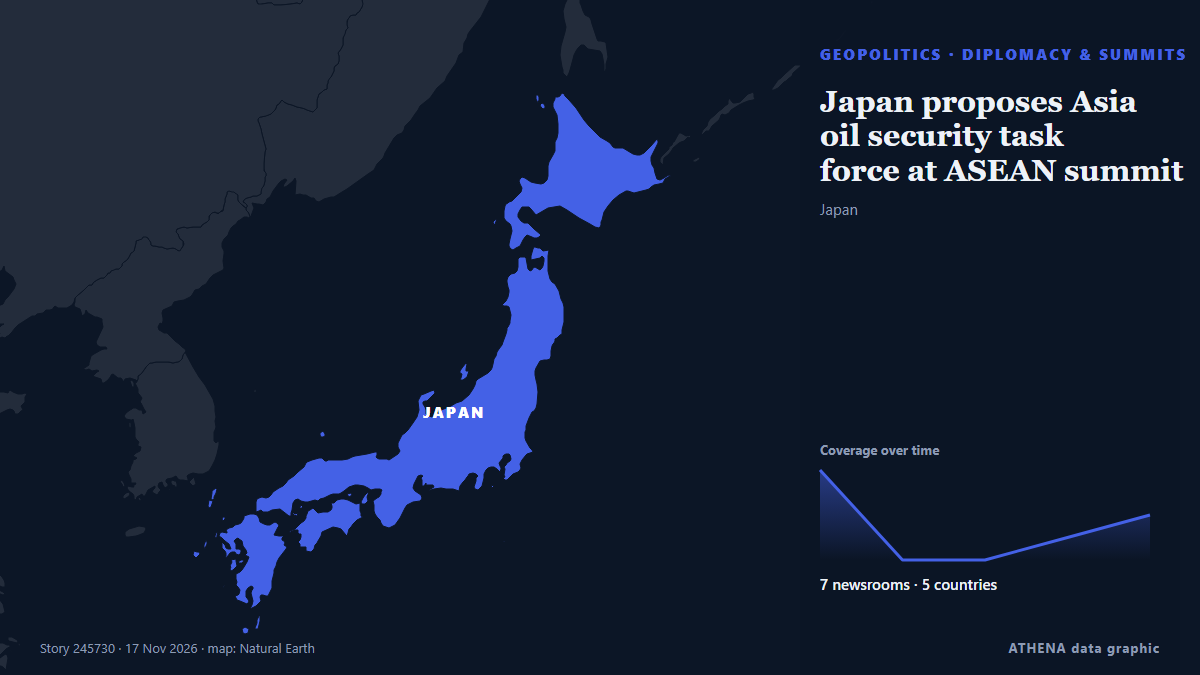 GEOPOLITICS · DIPLOMACY & SUMMITS
Japan proposes Asia
oil security task
force at ASEAN summit
Japan
JAPAN
Coverage over time
7 newsrooms · 5 countries
Story 245730 · 17 Nov 2026 · map: Natural Earth
ATHENA data graphic